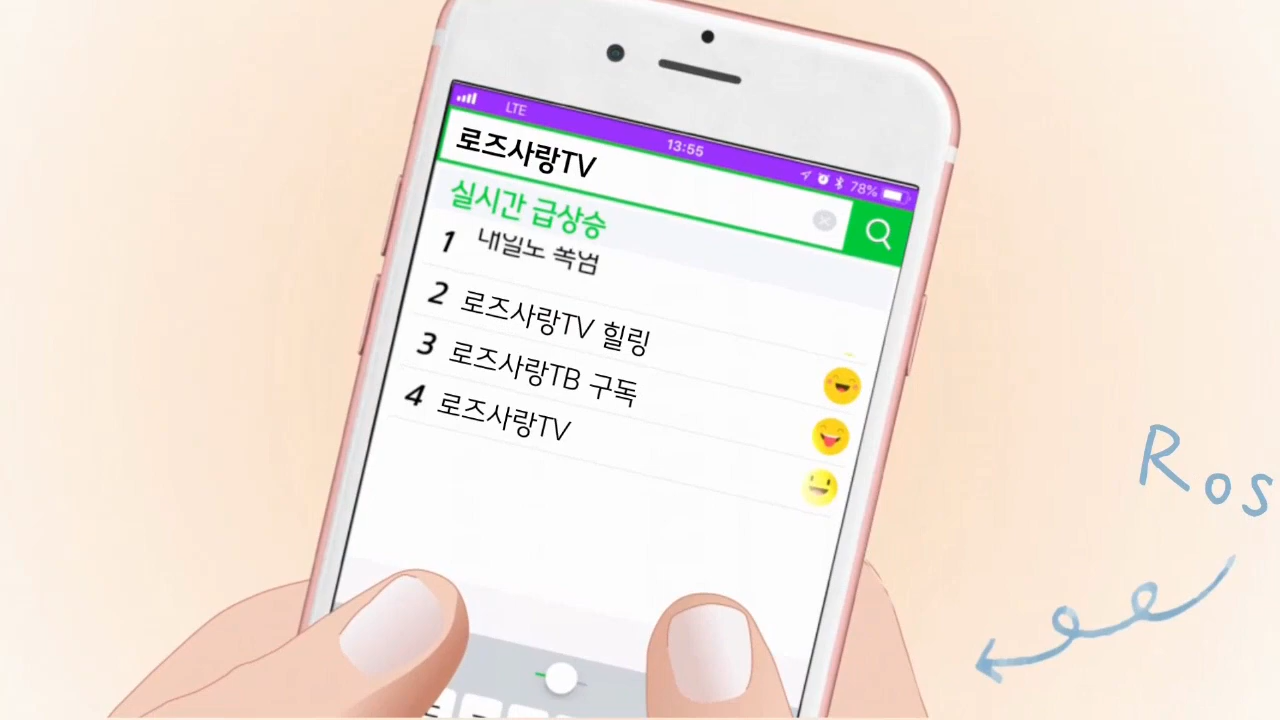 LTE
13:55
78%
로즈사랑TV
실시간 급상승
1 내일도 폭염
2 로즈사랑TV 힐링
3 로즈사랑TB 구독
4 로즈사랑TV
Ros